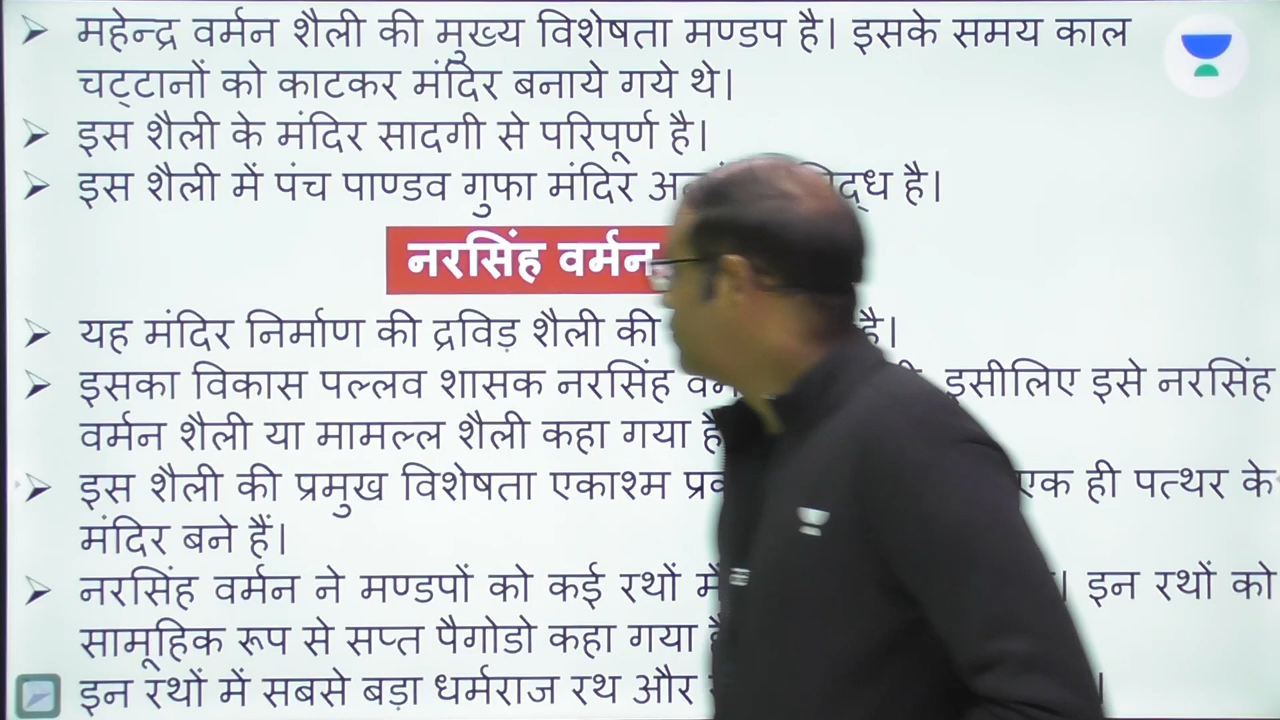 महेन्द्र वर्मन शैली की मुख्य विशेषता मण्डप है। इसके समय काल
चट्टानों को काटकर मंदिर बनाये गये थे।
इस शैली के मंदिर सादगी से परिपूर्ण है।
इस शैली में पंच पाण्डव गुफा मंदिर है।
नरसिंह वर्मन
यह मंदिर निर्माण की द्रविड़ शैली की है।
इसका विकास पल्लव शासक नरसिंह इसीलिए इसे नरसिंह
वर्मन शैली या मामल्ल शैली कहा गया
इस शैली की प्रमुख विशेषता एकाश्म एक ही पत्थर के
मंदिर बने हैं।
नरसिंह वर्मन ने मण्डपों को कई रथों इन रथों को
सामूहिक रूप से सप्त पैगोडो कहा गया
इन रथों में सबसे बड़ा धर्मराज रथ और